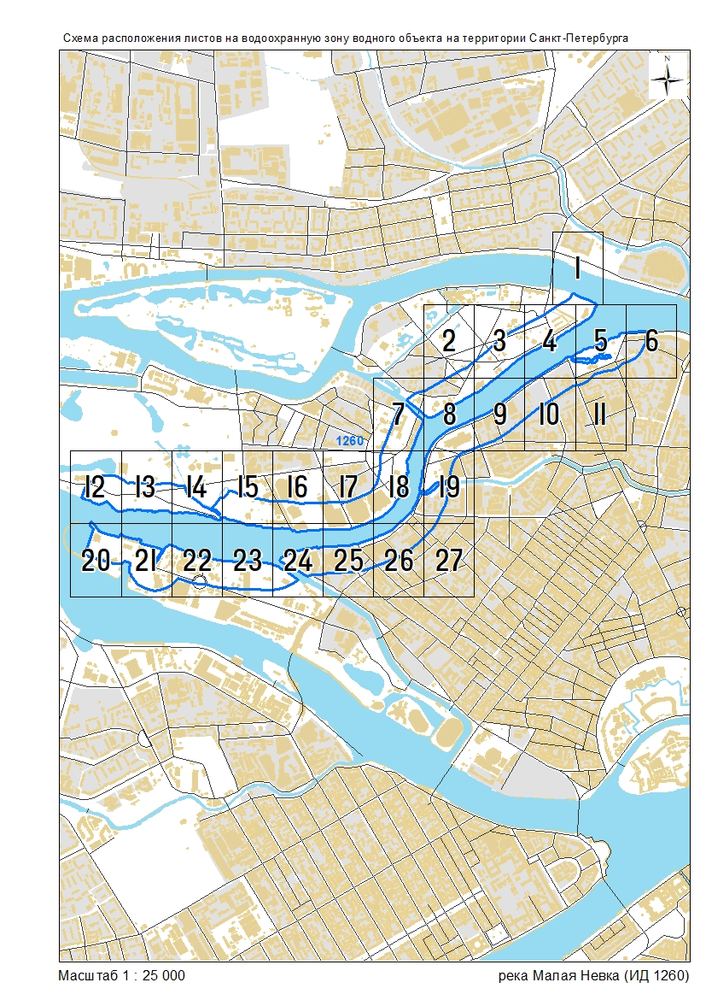 Схема расположения листов на водоохранную зону водного объекта на территории Санкт-Петербурга
N
1
2 3 4 5 6
7 8 9 10 11
1260
12 13 14 15 16 17 18 19
20 21 22 23 24 25 26 27
Масштаб 1 : 25 000 река Малая Невка (ИД 1260)